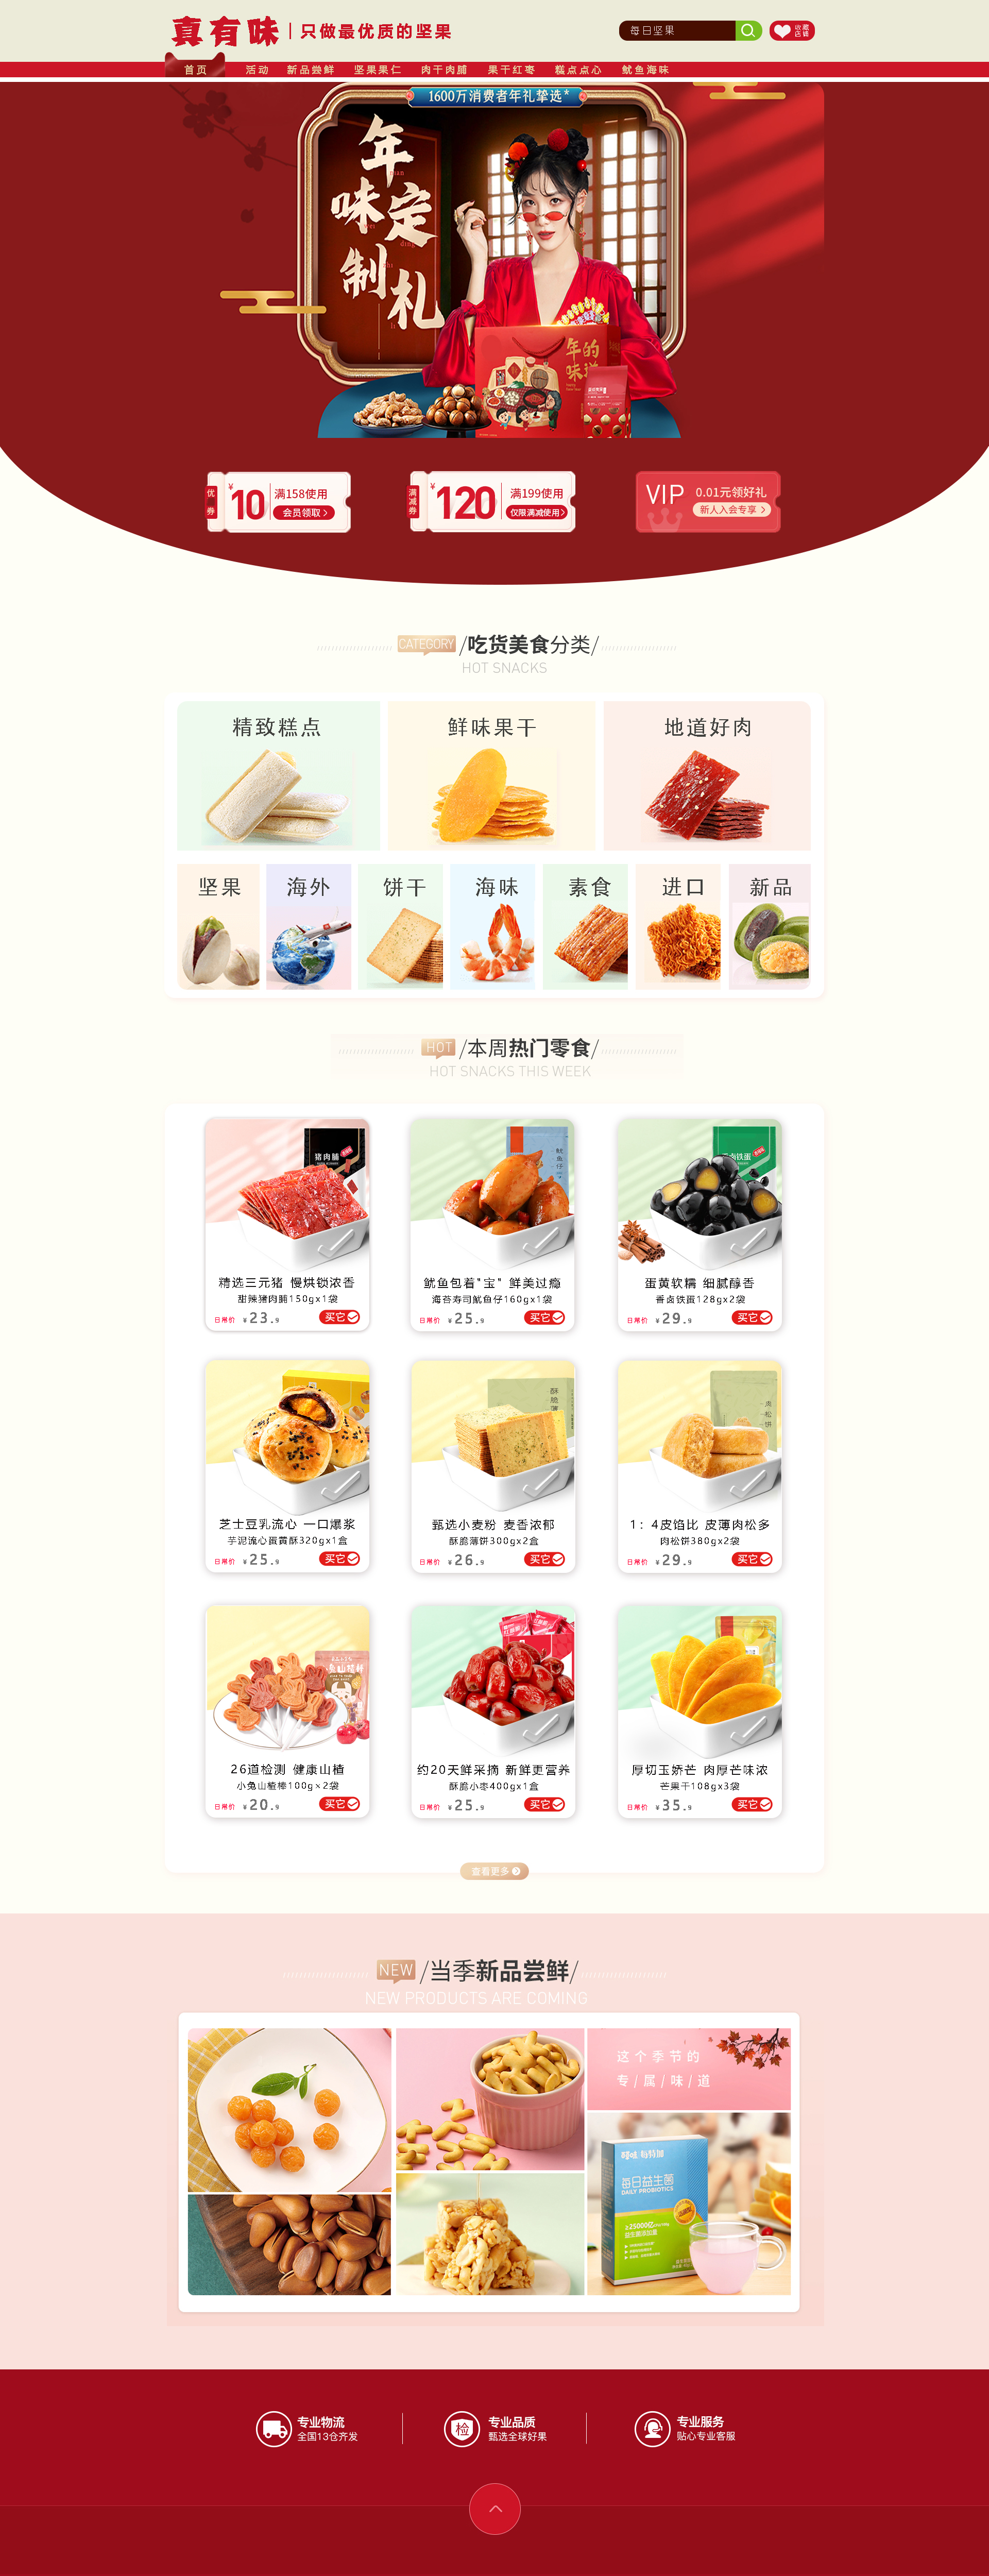 真有味
只做最优质的坚果
每日坚果
收藏
店铺
首页
活动
新品尝鲜
坚果果仁
肉干肉脯
果干红枣
糕点点心
鱿鱼海味
1600万消费者年礼挚选*
年
味定
制礼
年的
味道
优
券
¥10
满158使用
会员领取
满
减
券
¥120
满199使用
仅限满减使用
VIP
0.01元领好礼
新人入会专享
CATEGORY
/吃货美食分类/
HOT SNACKS
精致糕点
鲜味果干
地道好肉
坚果
海外
饼干
海味
素食
进口
新品
HOT
/本周热门零食/
HOT SNACKS THIS WEEK
猪肉脯
精选三元猪 慢烘锁浓香
甜辣猪肉脯150gx1袋
日常价 ¥23.9
买它
鱿鱼仔
鱿鱼包着"宝" 鲜美过瘾
海苔寿司鱿鱼仔160gx1袋
日常价 ¥25.9
买它
卤铁蛋
蛋黄软糯 细腻醇香
香卤铁蛋128gx2袋
日常价 ¥29.9
买它
芝士豆乳流心 一口爆浆
芋泥流心蛋黄酥320gx1盒
日常价 ¥25.9
买它
酥脆薄
甄选小麦粉 麦香浓郁
酥脆薄饼300gx2盒
日常价 ¥26.9
买它
肉松饼
1：4皮馅比 皮薄肉松多
肉松饼380gx2袋
日常价 ¥29.9
买它
26道检测 健康山楂
小兔山楂棒100g×2袋
日常价 ¥20.9
买它
约20天鲜采摘 新鲜更营养
酥脆小枣400gx1盒
日常价 ¥25.9
买它
厚切玉娇芒 肉厚芒味浓
芒果干108gx3袋
日常价 ¥35.9
买它
查看更多
NEW
/当季新品尝鲜/
NEW PRODUCTS ARE COMING
这个季节的
专/属/味/道
每特加
每日益生菌
DAILY PROBIOTICS
专业物流
全国13仓齐发
检
专业品质
甄选全球好果
专业服务
贴心专业客服